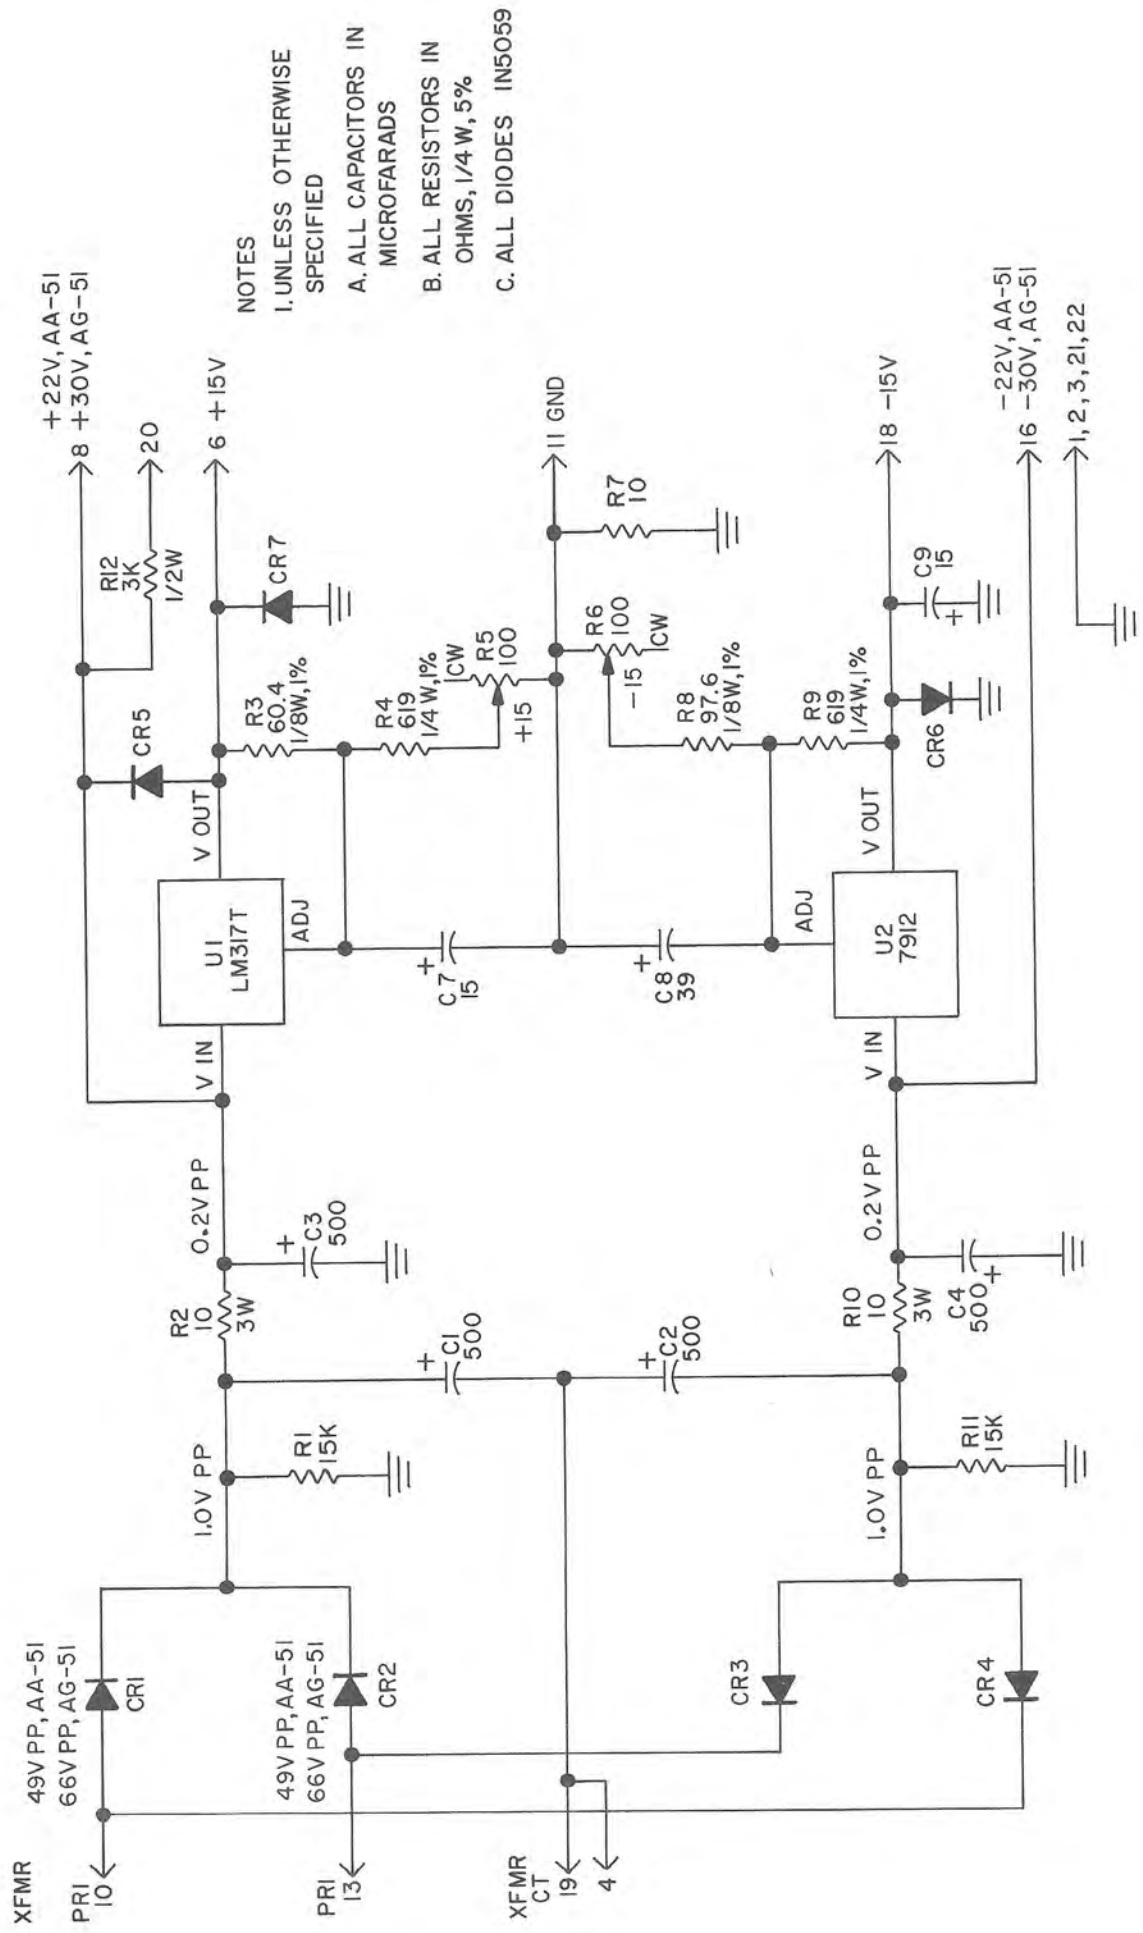 XFMR
PRI
10
49V PP, AA-51
66V PP, AG-51
CR1
PRI
13
49V PP, AA-51
66V PP, AG-51
CR2
XFMR
CT
19
4
CR3
CR4
1.0V PP
R1
15K
R2
10
3W
0.2V PP
+
C3
500
+
C1
500
+
C2
500
1.0V PP
R11
15K
R10
10
3W
C4
500
+
0.2V PP
V IN
U1
LM317T
V OUT
ADJ
+
C7
15
+
C8
39
V IN
U2
7912
ADJ
V OUT
CR5
R12
3K
1/2W
R3
60.4
1/8W,1%
R4
619
1/4W,1%
CW
R5
100
+15
R6
100
CW
-15
R8
97.6
1/8W,1%
R9
619
1/4W,1%
CR6
C9
15
+
CR7
R7
10
+22V, AA-51
8 +30V, AG-51
20
6 +15V
11 GND
18 -15V
-22V, AA-51
16 -30V, AG-51
1, 2, 3, 21, 22
NOTES
1. UNLESS OTHERWISE
SPECIFIED
A. ALL CAPACITORS IN
MICROFARADS
B. ALL RESISTORS IN
OHMS, 1/4W, 5%
C. ALL DIODES IN5059